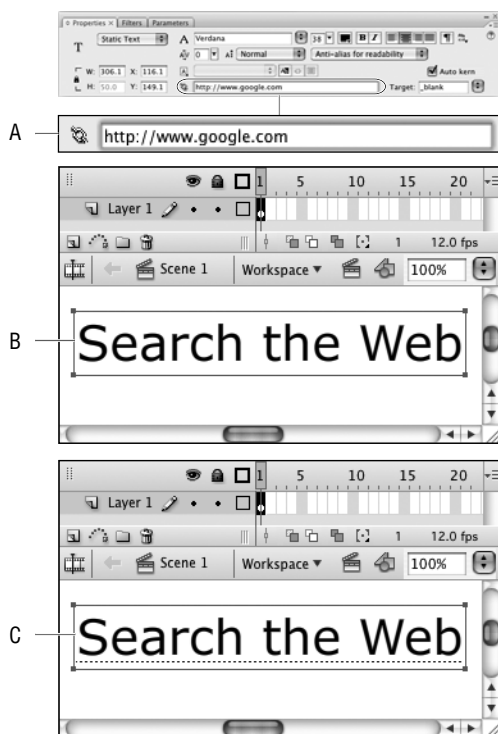 Properties × Filters Parameters
T Static Text A Verdana 38 B I
AV 0 A Normal Anti-alias for readability
W: 306.1 X: 116.1 A Auto kern
H: 50.0 Y: 149.1 http://www.google.com Target: _blank
A http://www.google.com
1 5 10 15 20
Layer 1
1 12.0 fps
Scene 1 Workspace 100%
B Search the Web
1 5 10 15 20
Layer 1
1 12.0 fps
Scene 1 Workspace 100%
C Search the Web